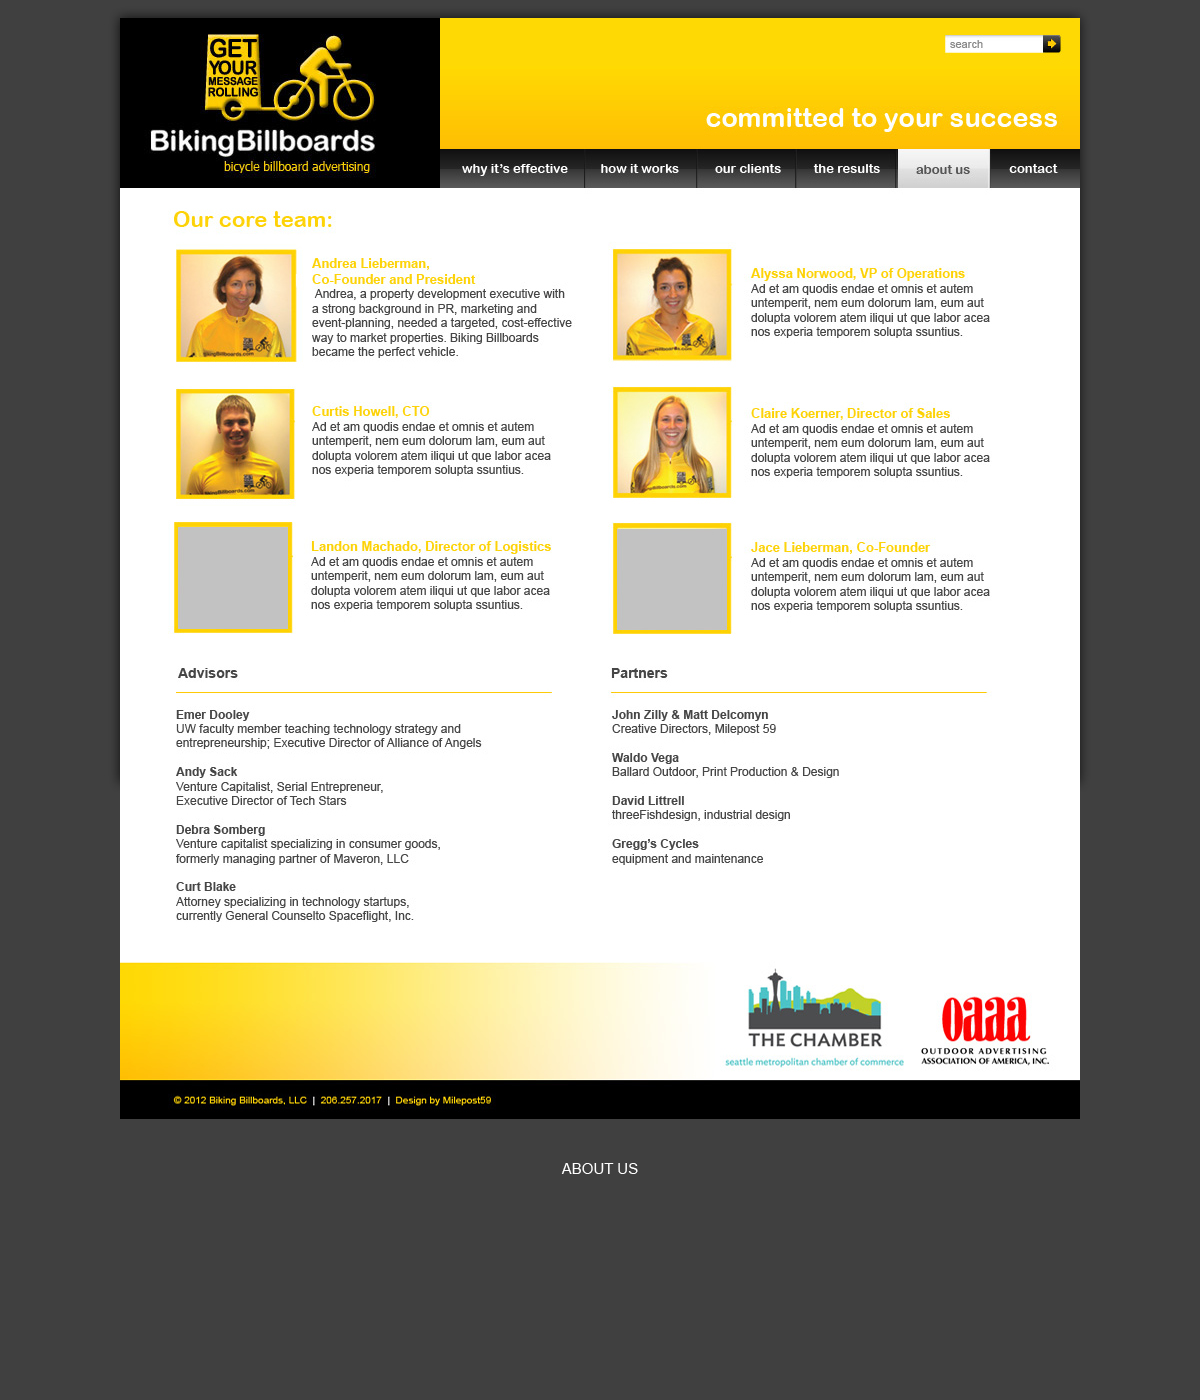 GET
YOUR
MESSAGE
ROLLING
BikingBillboards
bicycle billboard advertising
search
committed to your success
why it's effective
how it works
our clients
the results
about us
contact
Our core team:
Andrea Lieberman,
Co-Founder and President
Andrea, a property development executive with
a strong background in PR, marketing and
event-planning, needed a targeted, cost-effective
way to market properties. Biking Billboards
became the perfect vehicle.
Alyssa Norwood, VP of Operations
Ad et am quodis endae et omnis et autem
untemperit, nem eum dolorum lam, eum aut
dolupta volorem atem iliqui ut que labor acea
nos experia temporem solupta ssuntius.
Curtis Howell, CTO
Ad et am quodis endae et omnis et autem
untemperit, nem eum dolorum lam, eum aut
dolupta volorem atem iliqui ut que labor acea
nos experia temporem solupta ssuntius.
Claire Koerner, Director of Sales
Ad et am quodis endae et omnis et autem
untemperit, nem eum dolorum lam, eum aut
dolupta volorem atem iliqui ut que labor acea
nos experia temporem solupta ssuntius.
Landon Machado, Director of Logistics
Ad et am quodis endae et omnis et autem
untemperit, nem eum dolorum lam, eum aut
dolupta volorem atem iliqui ut que labor acea
nos experia temporem solupta ssuntius.
Jace Lieberman, Co-Founder
Ad et am quodis endae et omnis et autem
untemperit, nem eum dolorum lam, eum aut
dolupta volorem atem iliqui ut que labor acea
nos experia temporem solupta ssuntius.
Advisors
Emer Dooley
UW faculty member teaching technology strategy and
entrepreneurship; Executive Director of Alliance of Angels
Andy Sack
Venture Capitalist, Serial Entrepreneur,
Executive Director of Tech Stars
Debra Somberg
Venture capitalist specializing in consumer goods,
formerly managing partner of Maveron, LLC
Curt Blake
Attorney specializing in technology startups,
currently General Counselto Spaceflight, Inc.
Partners
John Zilly & Matt Delcomyn
Creative Directors, Milepost 59
Waldo Vega
Ballard Outdoor, Print Production & Design
David Littrell
threeFishdesign, industrial design
Gregg's Cycles
equipment and maintenance
THE CHAMBER
seattle metropolitan chamber of commerce
oaaa
OUTDOOR ADVERTISING
ASSOCIATION OF AMERICA, INC.
© 2012 Biking Billboards, LLC | 206.257.2017 | Design by Milepost59
ABOUT US